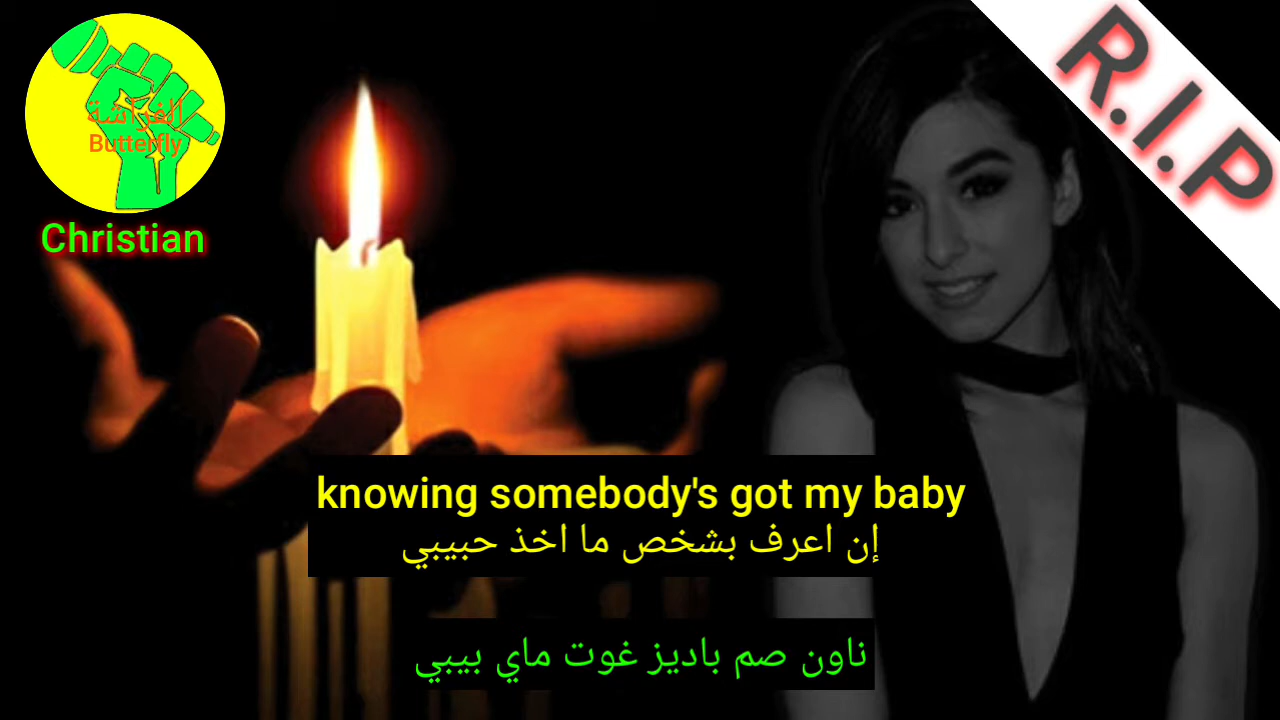 الفراشة
Butterfly
Christian
R.I.P
knowing somebody's got my baby
إن اعرف بشخص ما اخذ حبيبي
ناون صم باديز غوت ماي بيبي